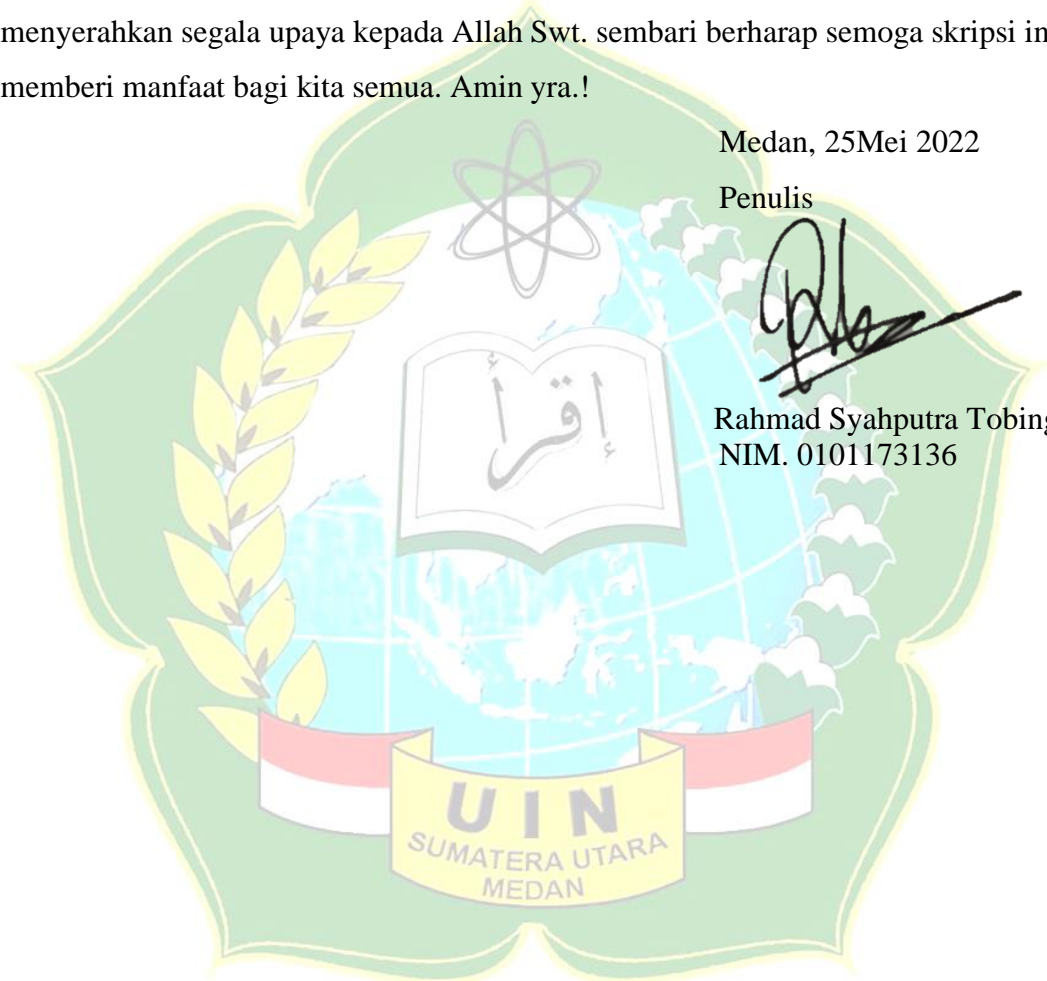 menyerahkan segala upaya kepada Allah Swt. sembari berharap semoga skripsi in
memberi manfaat bagi kita semua. Amin yra.!
Medan, 25Mei 2022
Penulis
Rahmad Syahputra Tobing
NIM. 0101173136
إقرأ
UIN
SUMATERA UTARA
MEDAN